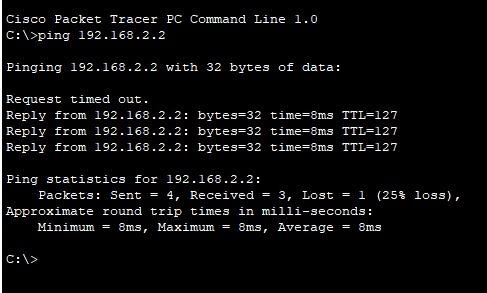 Cisco Packet Tracer PC Command Line 1.0
C:\>ping 192.168.2.2
Pinging 192.168.2.2 with 32 bytes of data:
Request timed out.
Reply from 192.168.2.2: bytes=32 time=8ms TTL=127
Reply from 192.168.2.2: bytes=32 time=8ms TTL=127
Reply from 192.168.2.2: bytes=32 time=8ms TTL=127
Ping statistics for 192.168.2.2:
Packets: Sent = 4, Received = 3, Lost = 1 (25% loss),
Approximate round trip times in milli-seconds:
Minimum = 8ms, Maximum = 8ms, Average = 8ms
C:\>